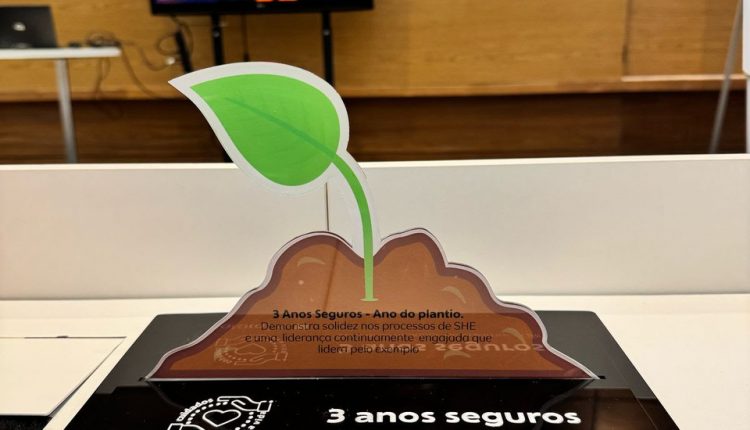 3 Anos Seguros - Ano do plantio.
Demonstra solidez nos processos de SHE
e uma liderança continuamente engajada que
lidera pelo exemplo
3 anos seguros